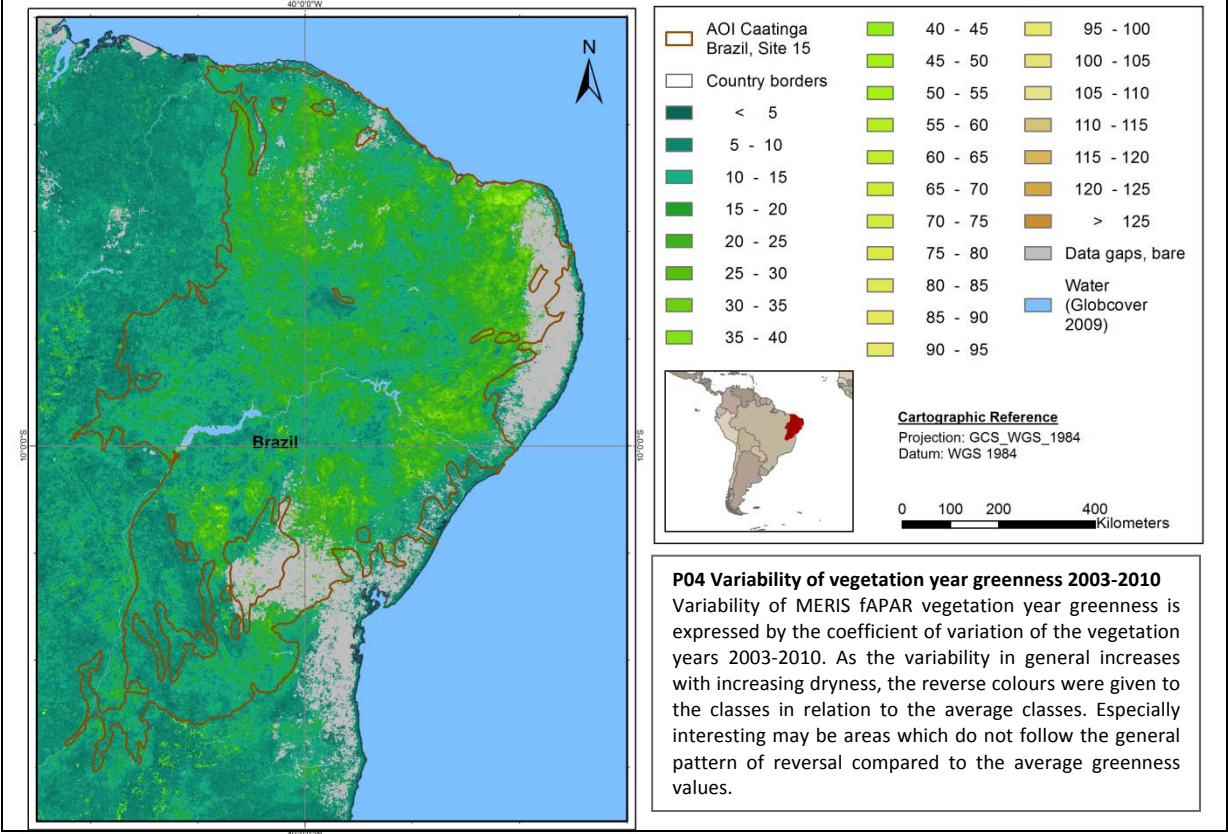 40°0'0"W
N
10°0'0"S
Brazil
10°0'0"S
40°0'0"W
AOI Caatinga
Brazil, Site 15
Country borders
< 5
5 - 10
10 - 15
15 - 20
20 - 25
25 - 30
30 - 35
35 - 40
40 - 45
45 - 50
50 - 55
55 - 60
60 - 65
65 - 70
70 - 75
75 - 80
80 - 85
85 - 90
90 - 95
95 - 100
100 - 105
105 - 110
110 - 115
115 - 120
120 - 125
> 125
Data gaps, bare
Water
(Globcover
2009)
Cartographic Reference
Projection: GCS_WGS_1984
Datum: WGS 1984
0 100 200 400
Kilometers
P04 Variability of vegetation year greenness 2003-2010
Variability of MERIS fAPAR vegetation year greenness is
expressed by the coefficient of variation of the vegetation
years 2003-2010. As the variability in general increases
with increasing dryness, the reverse colours were given to
the classes in relation to the average classes. Especially
interesting may be areas which do not follow the general
pattern of reversal compared to the average greenness
values.